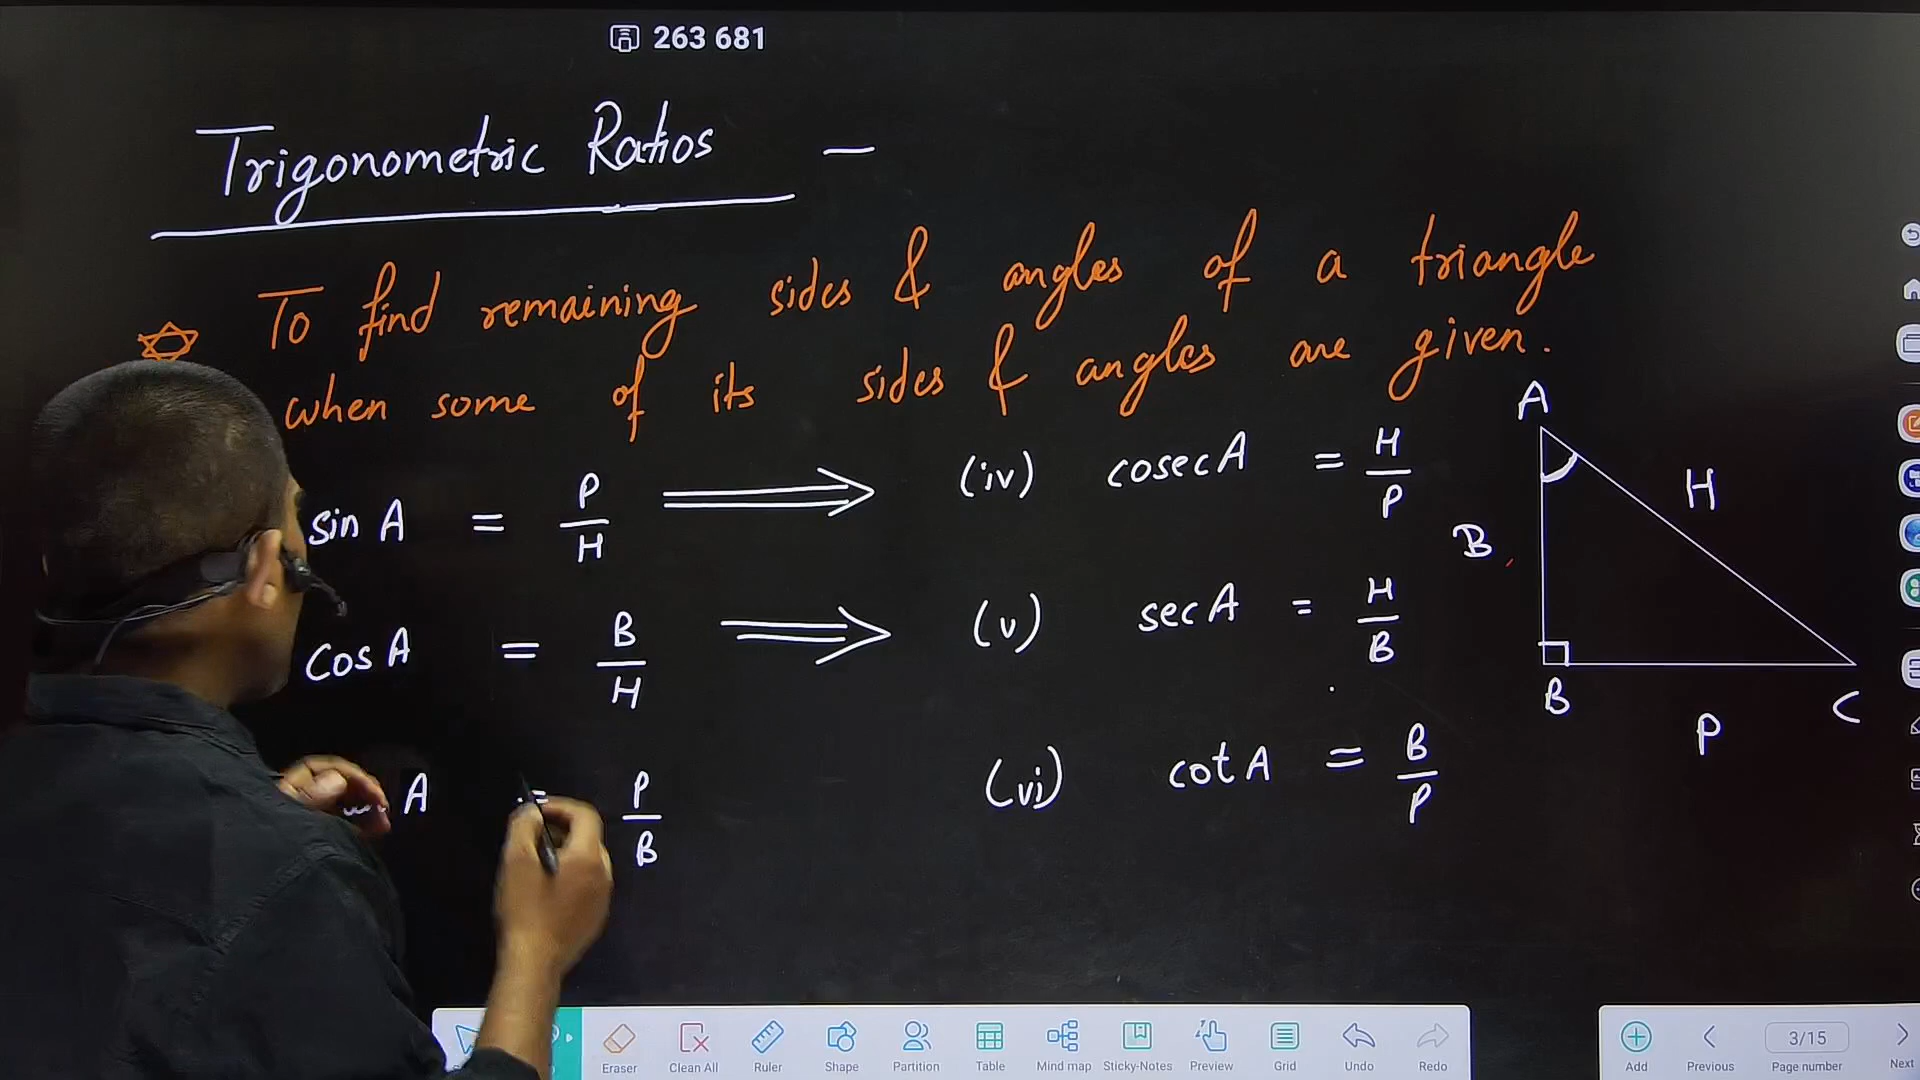 263 681
Trigonometric Ratios —
To find remaining sides & angles of a triangle
when some of its sides & angles are given.
sin A = P/H ⟹ (iv) cosec A = H/P
cos A = B/H ⟹ (v) sec A = H/B
A = P/B (vi) cot A = B/P
A
H
B
B
C
P
Eraser Clean All Ruler Shape Partition Table Mind map Sticky-Notes Preview Grid Undo Redo
Add Previous 3/15 Page number Next